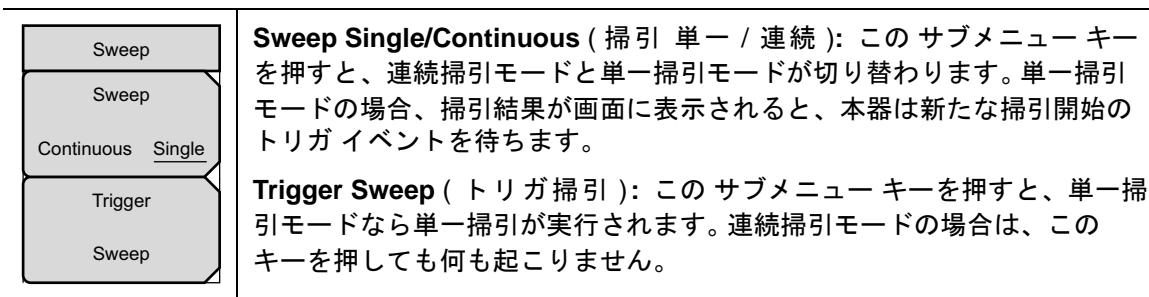 Sweep
Sweep
Continuous Single
Trigger
Sweep
Sweep Single/Continuous ( 掃引 単一 / 連続 ): この サブメニュー キー
を押すと、連続掃引モードと単一掃引モードが切り替わります。単一掃引
モードの場合、掃引結果が画面に表示されると、本器は新たな掃引開始の
トリガ イベントを待ちます。
Trigger Sweep ( トリガ掃引 ): この サブメニュー キーを押すと、単一掃
引モードなら単一掃引が実行されます。連続掃引モードの場合は、この
キーを押しても何も起こりません。